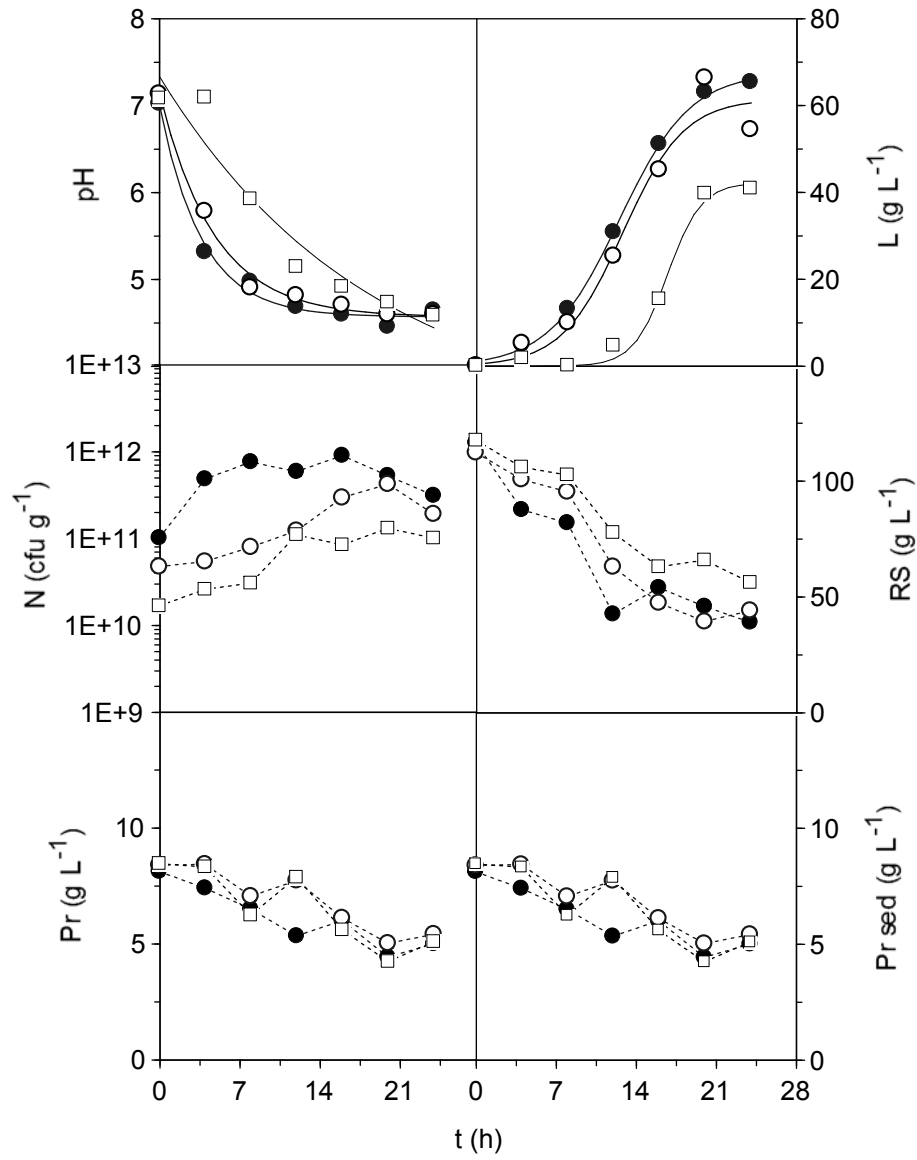 8
7
6
5
pH
80
60
40
20
0
L (g L⁻¹)
1E+13
1E+12
1E+11
1E+10
1E+9
N (cfu g⁻¹)
100
50
0
RS (g L⁻¹)
10
5
0
Pr (g L⁻¹)
10
5
0
Pr sed (g L⁻¹)
0 7 14 21 0 7 14 21 28
t (h)